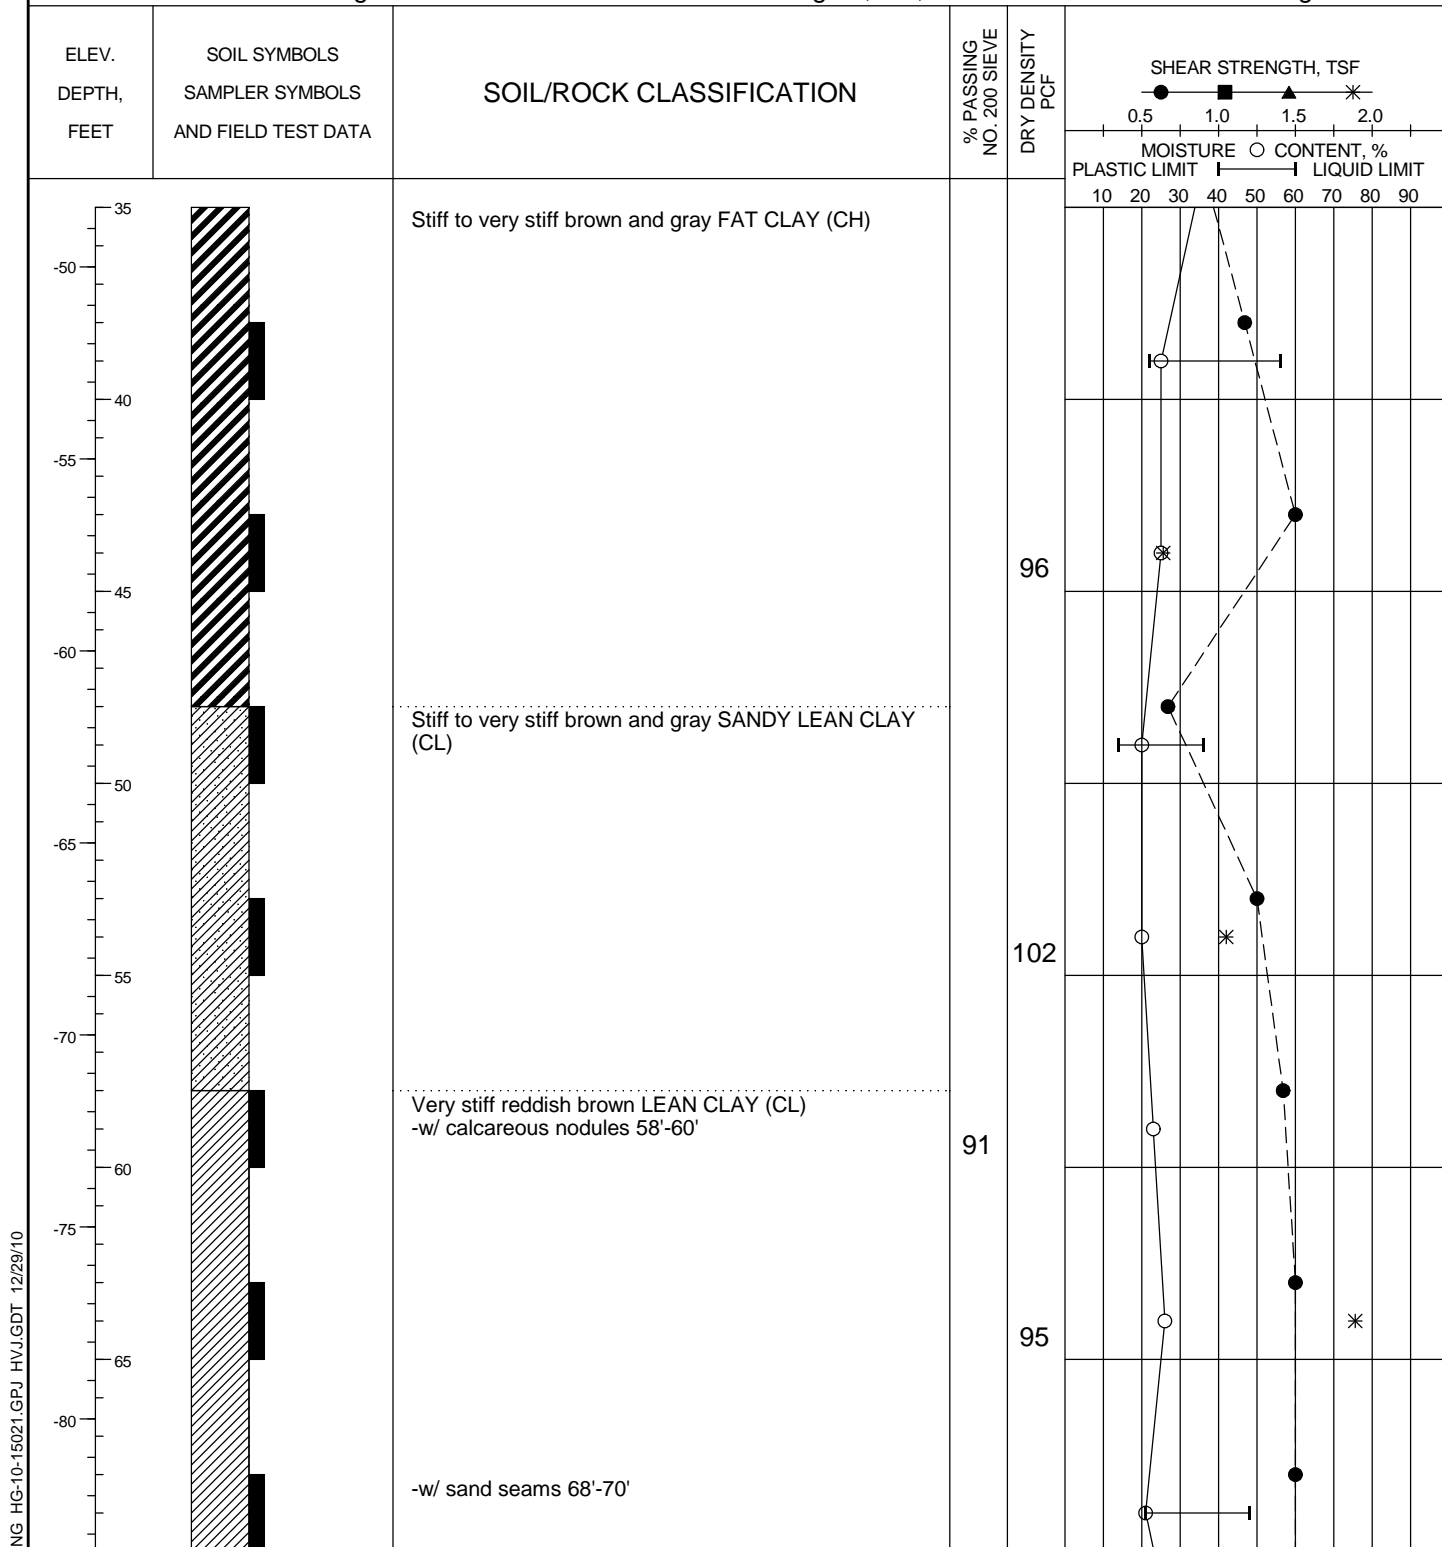 ELEV.
DEPTH,
FEET
SOIL SYMBOLS
SAMPLER SYMBOLS
AND FIELD TEST DATA
SOIL/ROCK CLASSIFICATION
% PASSING
NO. 200 SIEVE
DRY DENSITY
PCF
SHEAR STRENGTH, TSF
0.5 1.0 1.5 2.0
MOISTURE CONTENT, %
PLASTIC LIMIT LIQUID LIMIT
10 20 30 40 50 60 70 80 90
35
Stiff to very stiff brown and gray FAT CLAY (CH)
-50
40
-55
96
45
-60
Stiff to very stiff brown and gray SANDY LEAN CLAY
(CL)
50
-65
102
55
-70
Very stiff reddish brown LEAN CLAY (CL)
-w/ calcareous nodules 58'-60'
91
60
-75
95
65
-80
-w/ sand seams 68'-70'
NG HG-10-15021.GPJ HVJ.GDT 12/29/10